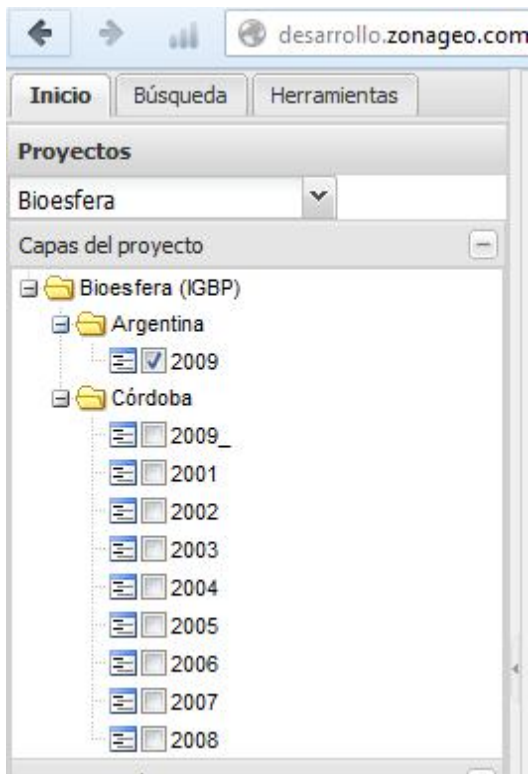 desarrollo.zonageo.com
Inicio Búsqueda Herramientas
Proyectos
Bioesfera
Capas del proyecto
Bioesfera (IGBP)
Argentina
2009
Córdoba
2009_
2001
2002
2003
2004
2005
2006
2007
2008